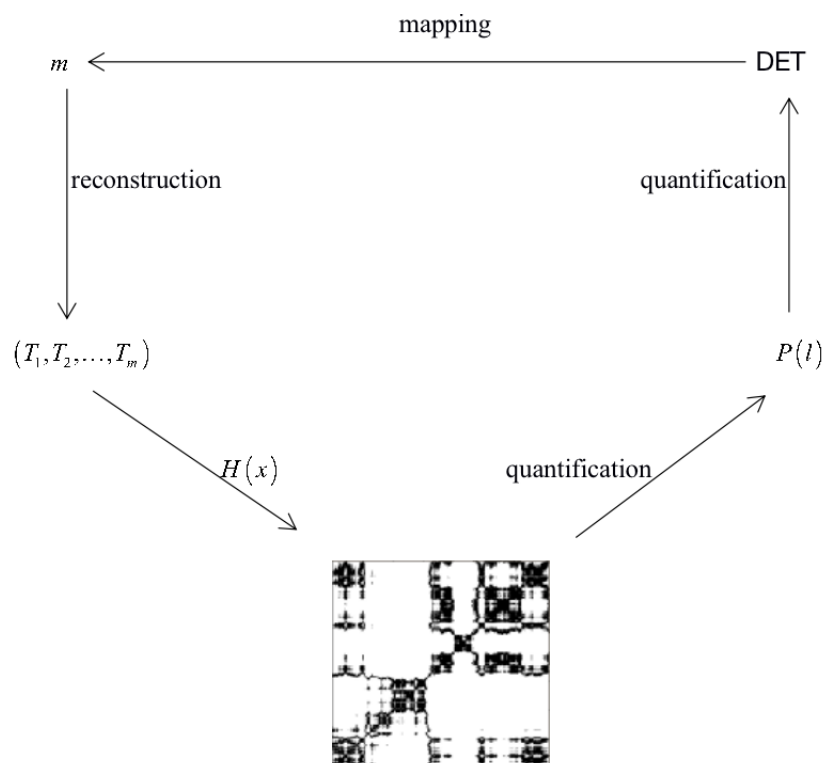 mapping
m DET
reconstruction quantification
(T₁,T₂,…,Tₘ) P(l)
H(x) quantification